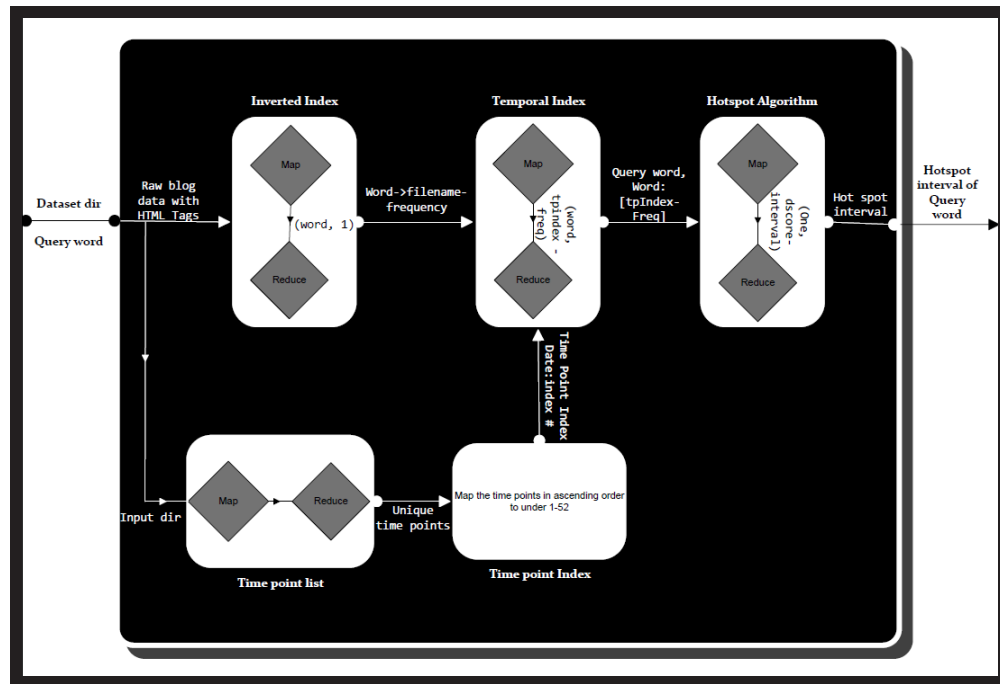 Inverted Index
Temporal Index
Hotspot Algorithm
Dataset dir
Query word
Raw blog
data with
HTML Tags
Map
(word, 1)
Reduce
Word->filename-
frequency
Map
(word,
tpindex -
freq)
Reduce
Query word,
Word:
[tpIndex-
Freq]
Map
(One,
dscore-
interval)
Reduce
Hot spot
interval
Hotspot
interval of
Query
word
Time Point Index
Date:index #
Input dir
Map
Reduce
Unique
time points
Map the time points in ascending order
to under 1-52
Time point list
Time point Index